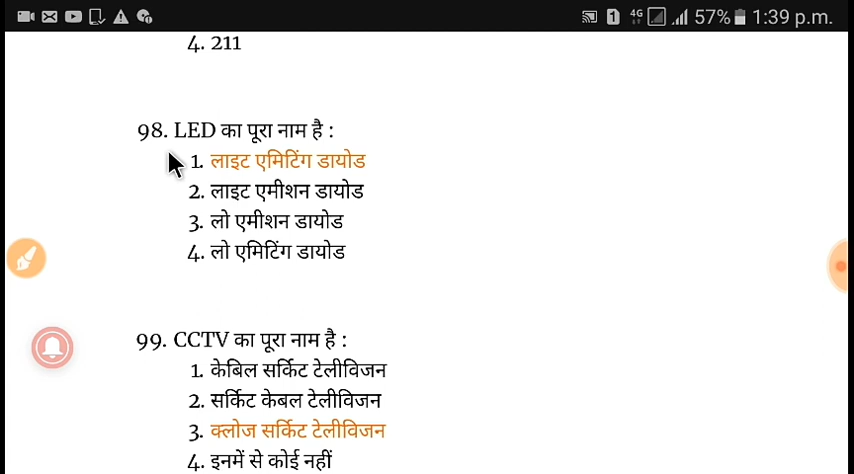 57% 1:39 p.m.
4. 211
98. LED का पूरा नाम है :
1. लाइट एमिटिंग डायोड
2. लाइट एमीशन डायोड
3. लो एमीशन डायोड
4. लो एमिटिंग डायोड
99. CCTV का पूरा नाम है :
1. केबिल सर्किट टेलीविजन
2. सर्किट केबल टेलीविजन
3. क्लोज सर्किट टेलीविजन
4. इनमें से कोई नहीं